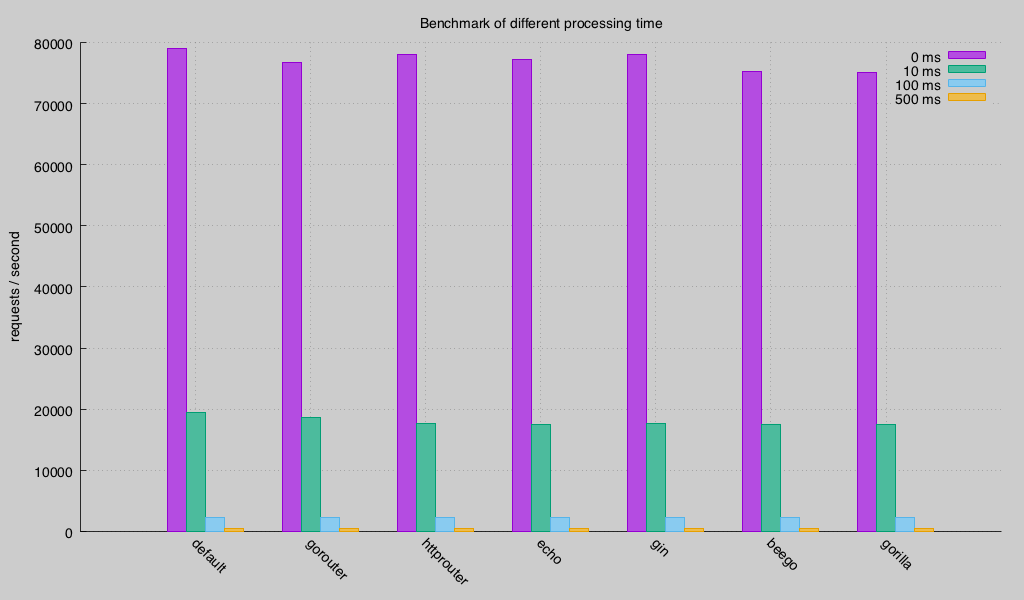 Benchmark of different processing time
requests / second
80000
70000
60000
50000
40000
30000
20000
10000
0
0 ms
10 ms
100 ms
500 ms
default
gorouter
httprouter
echo
gin
beego
gorilla